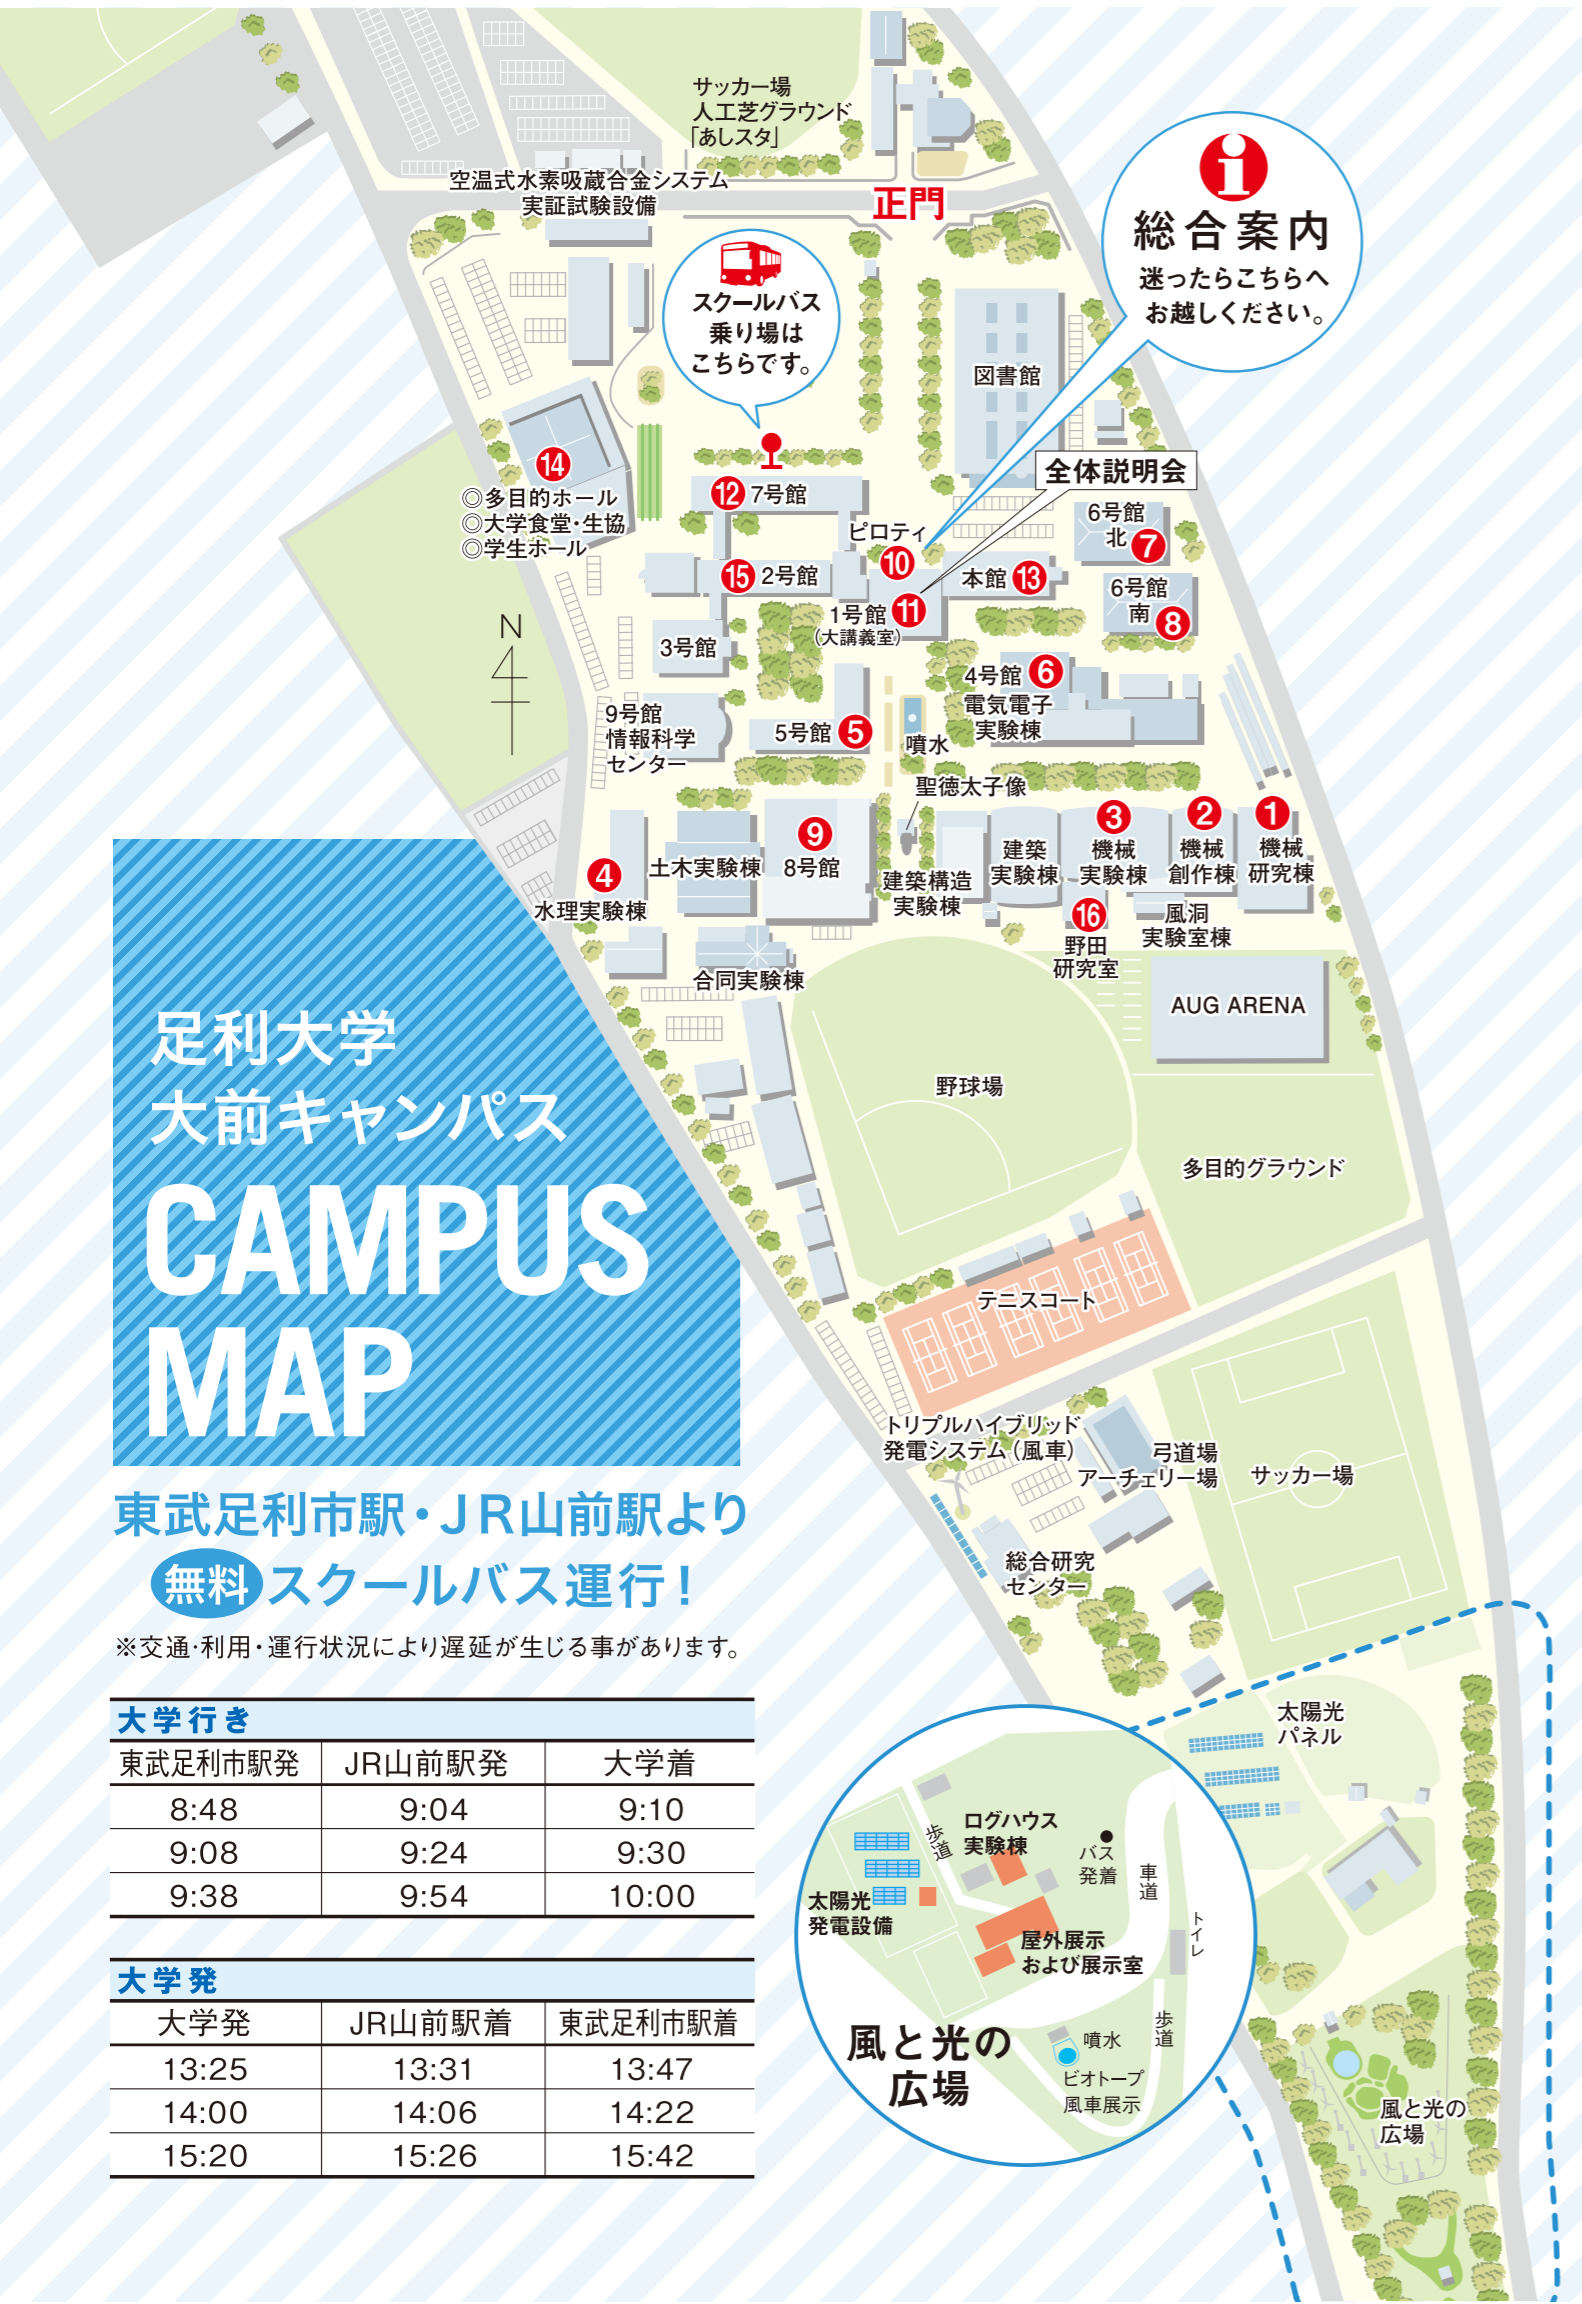 サッカー場
人工芝グラウンド
「あしスタ」
空温式水素吸蔵合金システム
実証試験設備
正門
i
総合案内
迷ったらこちらへ
お越しください。
スクールバス
乗り場は
こちらです。
図書館
全体説明会
14
◎多目的ホール
◎大学食堂・生協
◎学生ホール
12 7号館
ピロティ
10
6号館
北 7
15 2号館
本館 13
1号館 11
(大講義室)
6号館
南 8
N
3号館
4号館 6
電気電子
実験棟
9号館
情報科学
センター
5号館 5
噴水
聖徳太子像
4
水理実験棟
土木実験棟
9
8号館
建築構造
実験棟
建築
実験棟
3
機械
実験棟
2
機械
創作棟
1
機械
研究棟
16
野田
研究室
風洞
実験室棟
合同実験棟
AUG ARENA
野球場
多目的グラウンド
テニスコート
トリプルハイブリッド
発電システム(風車)
弓道場
アーチェリー場
サッカー場
総合研究
センター
太陽光
パネル
風と光の
広場
足利大学
大前キャンパス
CAMPUS
MAP
東武足利市駅・JR山前駅より
無料 スクールバス運行!
※交通・利用・運行状況により遅延が生じる事があります。
大学行き
東武足利市駅発 JR山前駅発 大学着
8:48 9:04 9:10
9:08 9:24 9:30
9:38 9:54 10:00
大学発
大学発 JR山前駅着 東武足利市駅着
13:25 13:31 13:47
14:00 14:06 14:22
15:20 15:26 15:42
歩道
ログハウス
実験棟
バス
発着
車道
太陽光
発電設備
トイレ
屋外展示
および展示室
歩道
風と光の
広場
噴水
ビオトープ
風車展示